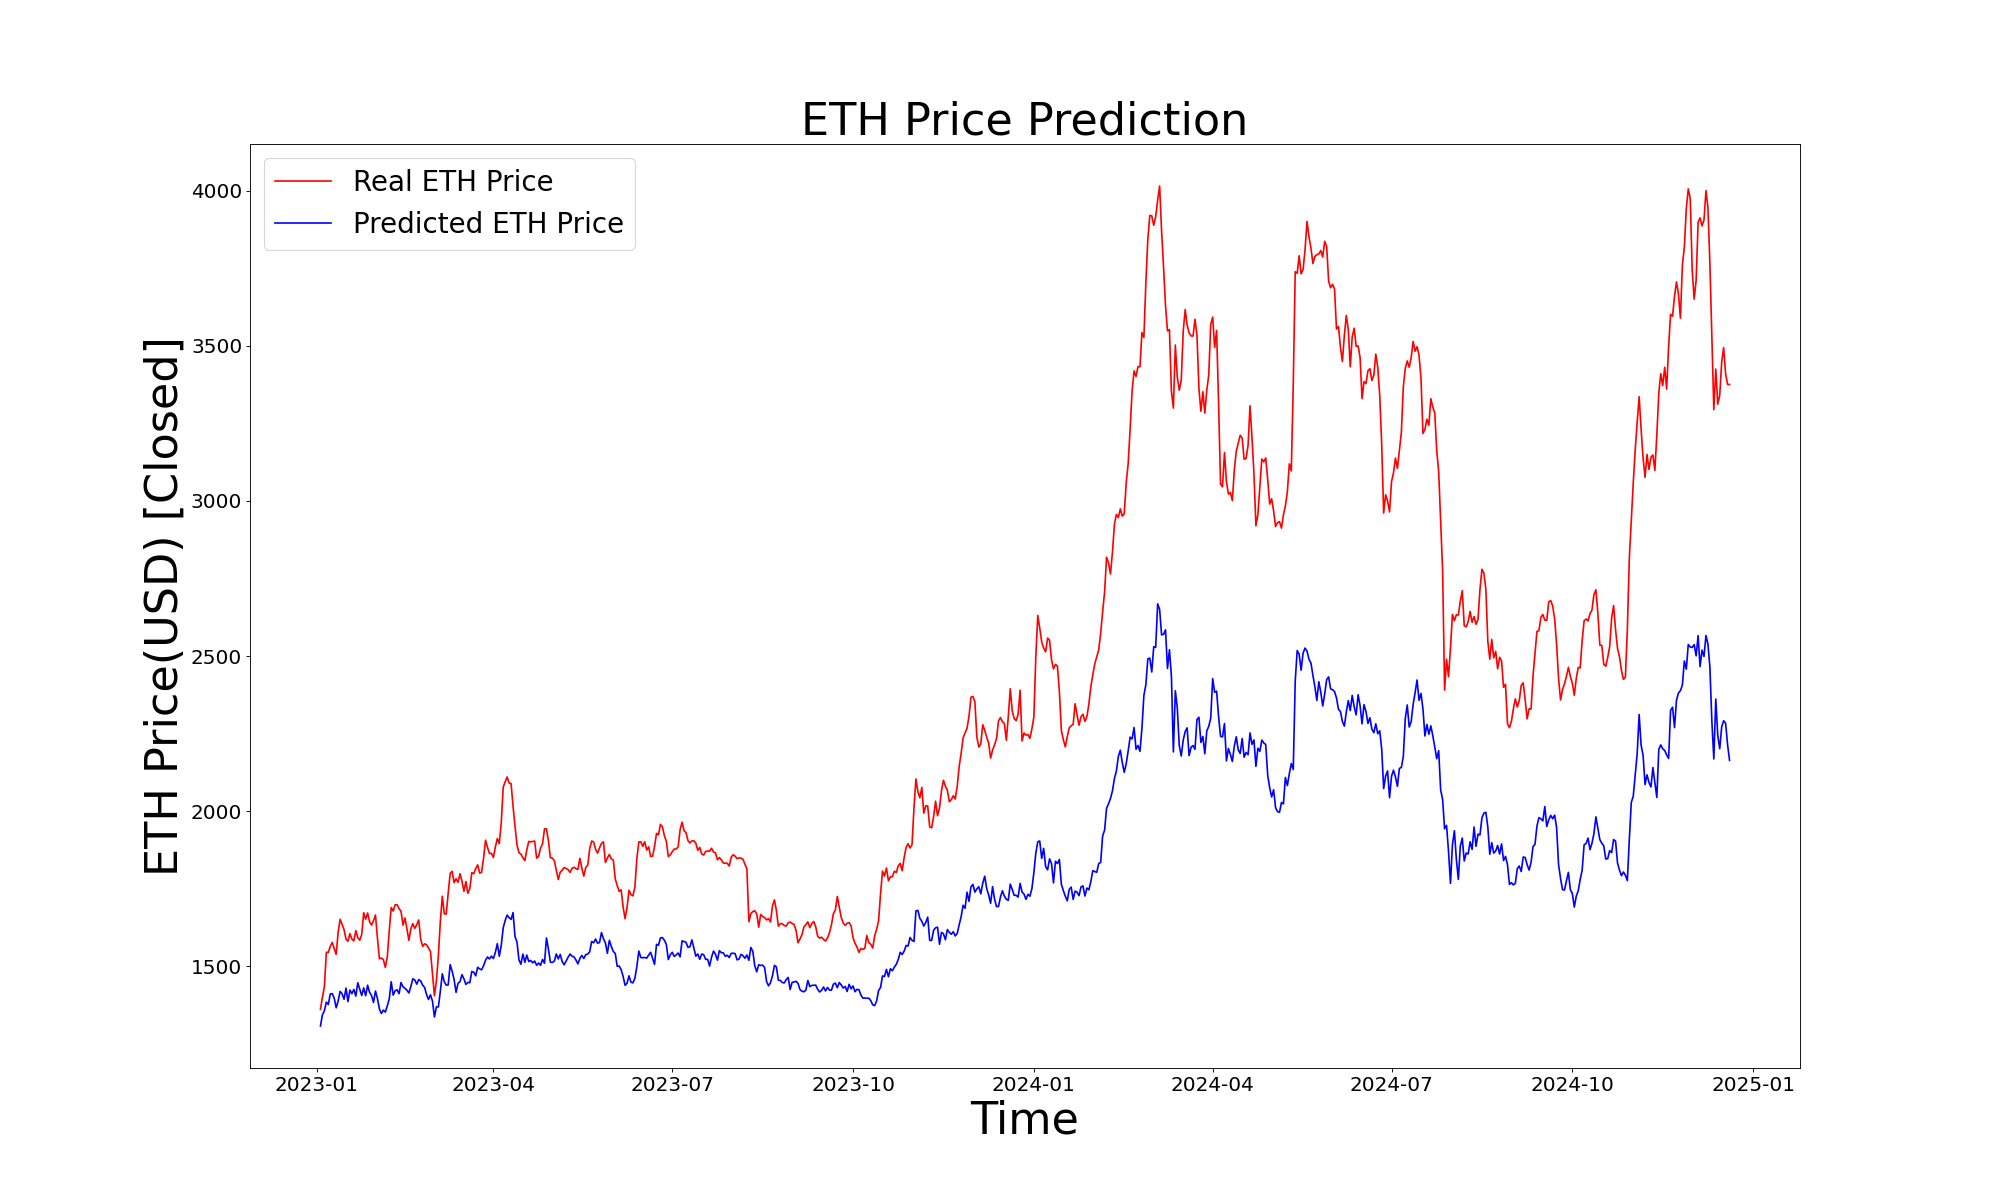 ETH Price Prediction
Real ETH Price
Predicted ETH Price
ETH Price(USD) [Closed]
4000
3500
3000
2500
2000
1500
2023-01 2023-04 2023-07 2023-10 2024-01 2024-04 2024-07 2024-10 2025-01
Time